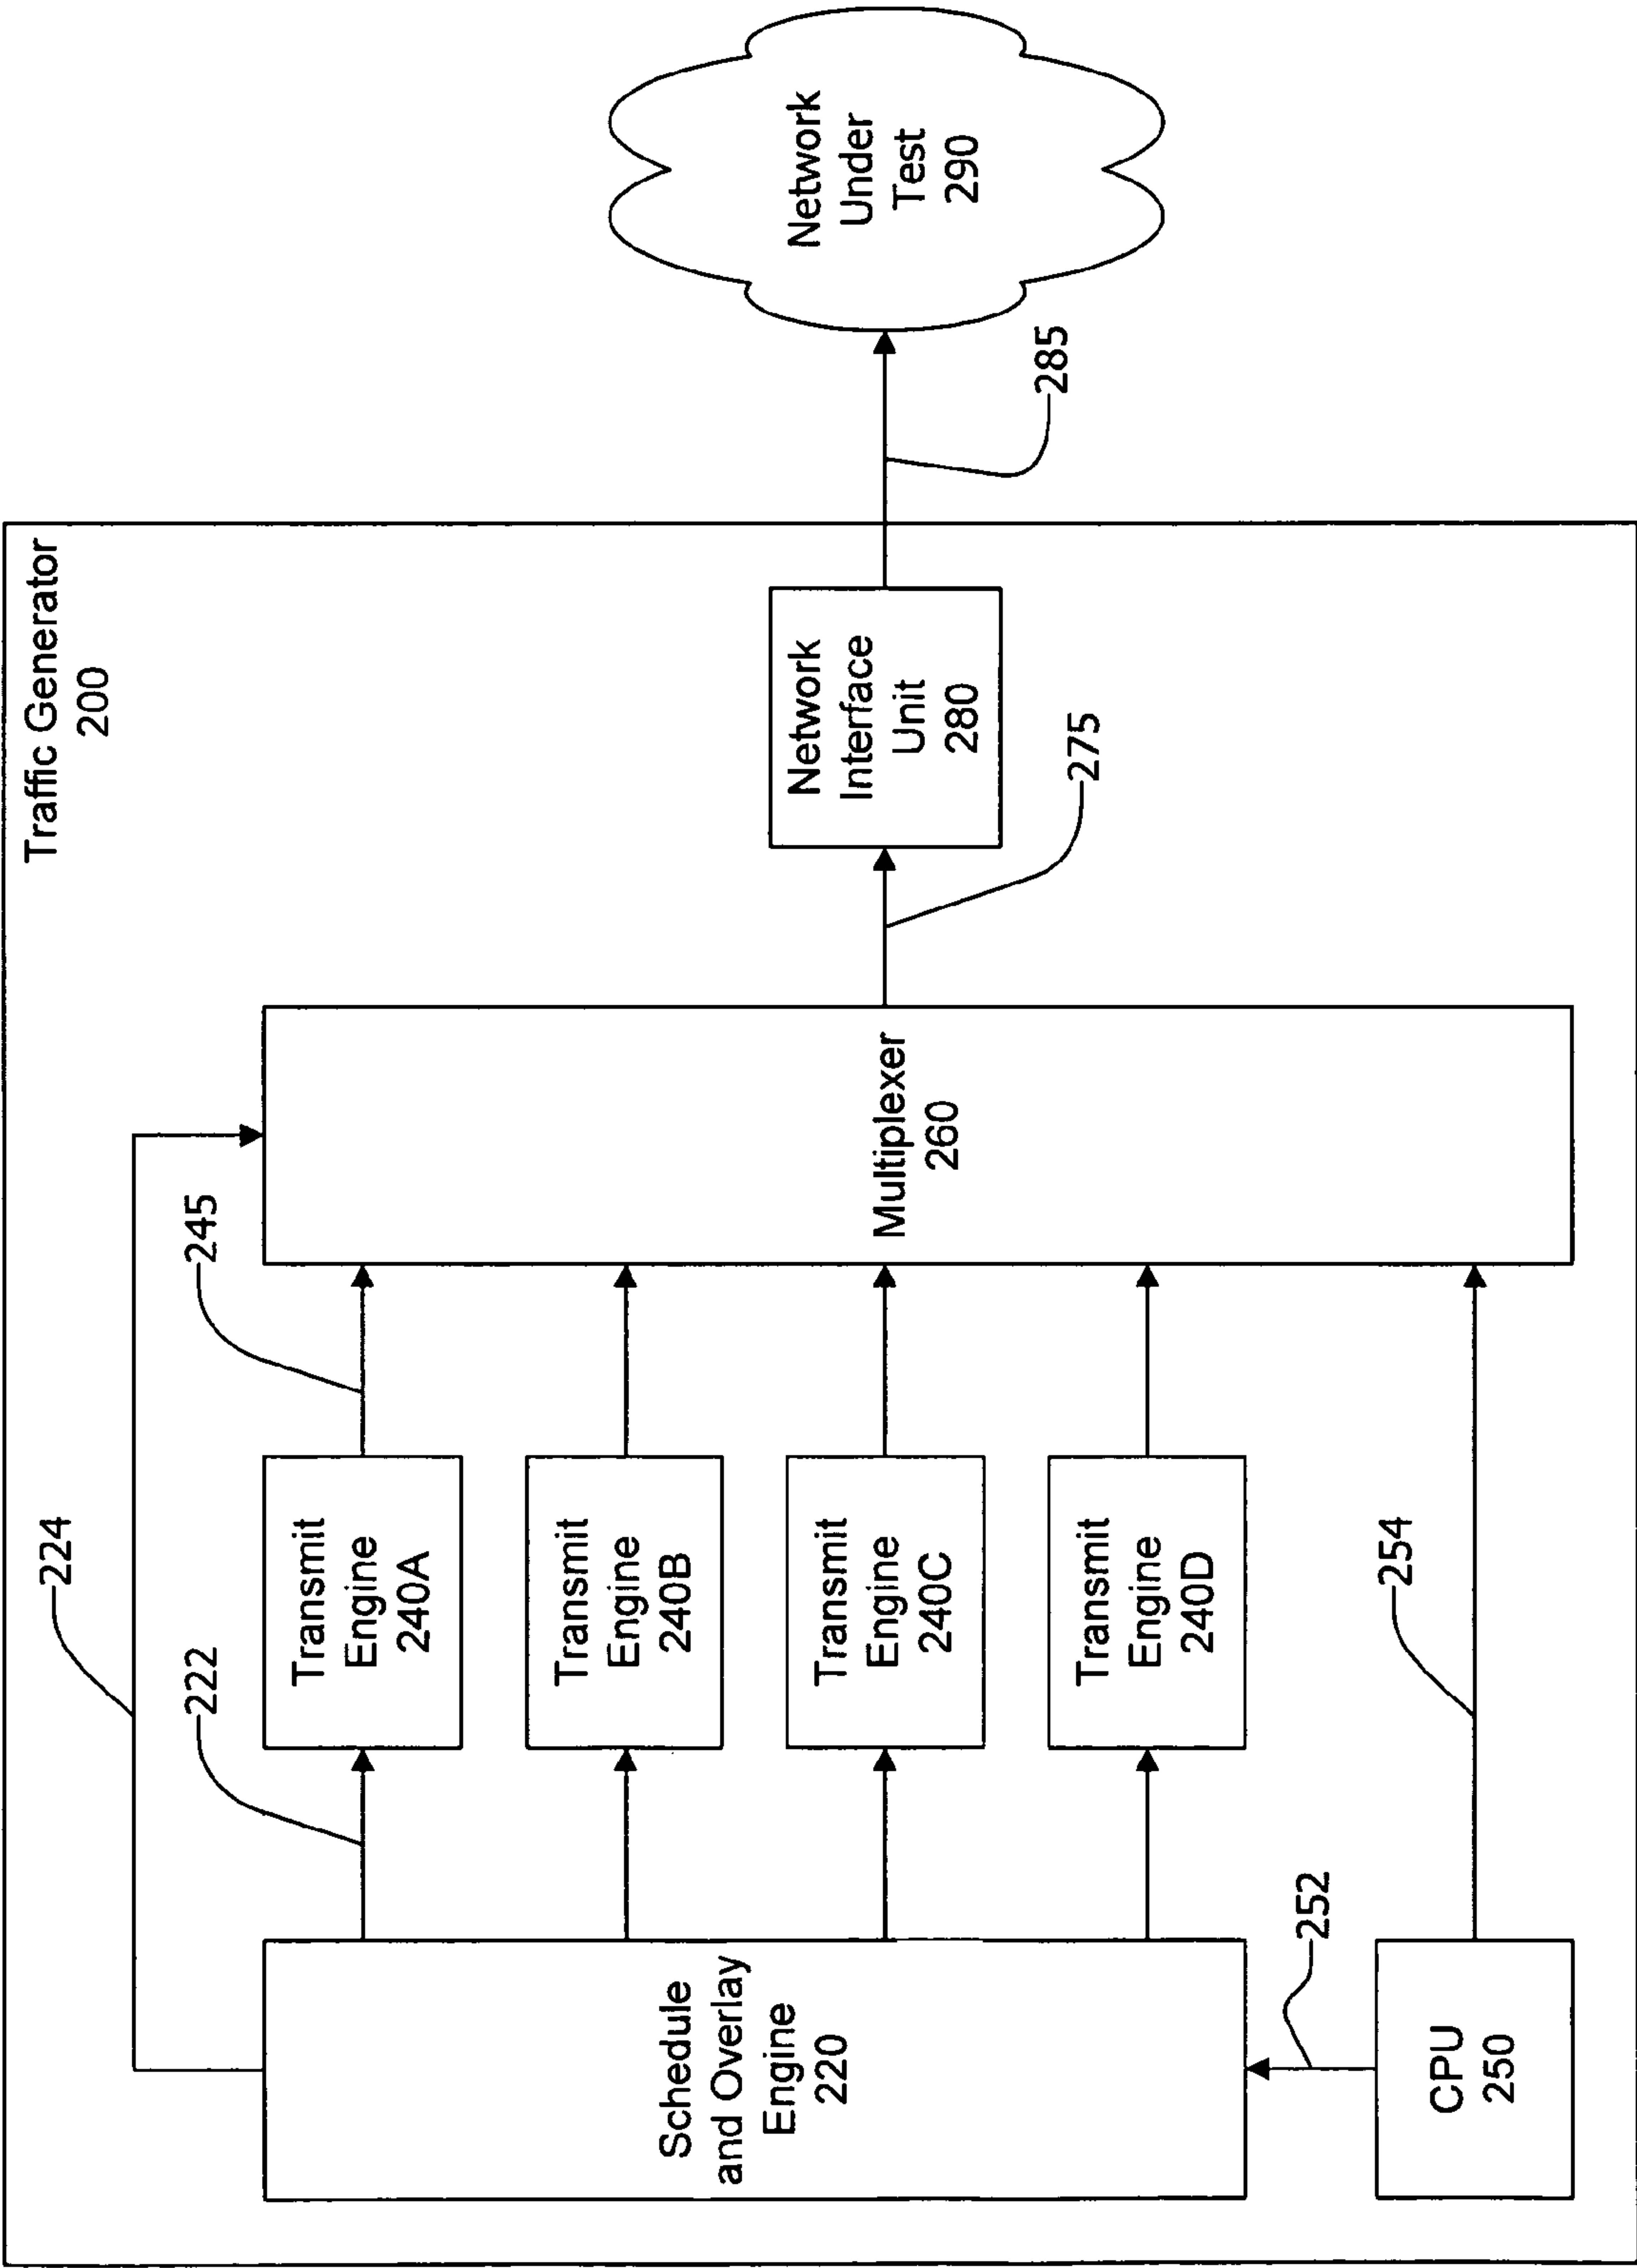 Traffic Generator
200
224
222
245
Schedule
and Overlay
Engine
220
Transmit
Engine
240A
Transmit
Engine
240B
Transmit
Engine
240C
Transmit
Engine
240D
Multiplexer
260
Network
Interface
Unit
280
Network
Under
Test
290
275
285
252
254
CPU
250